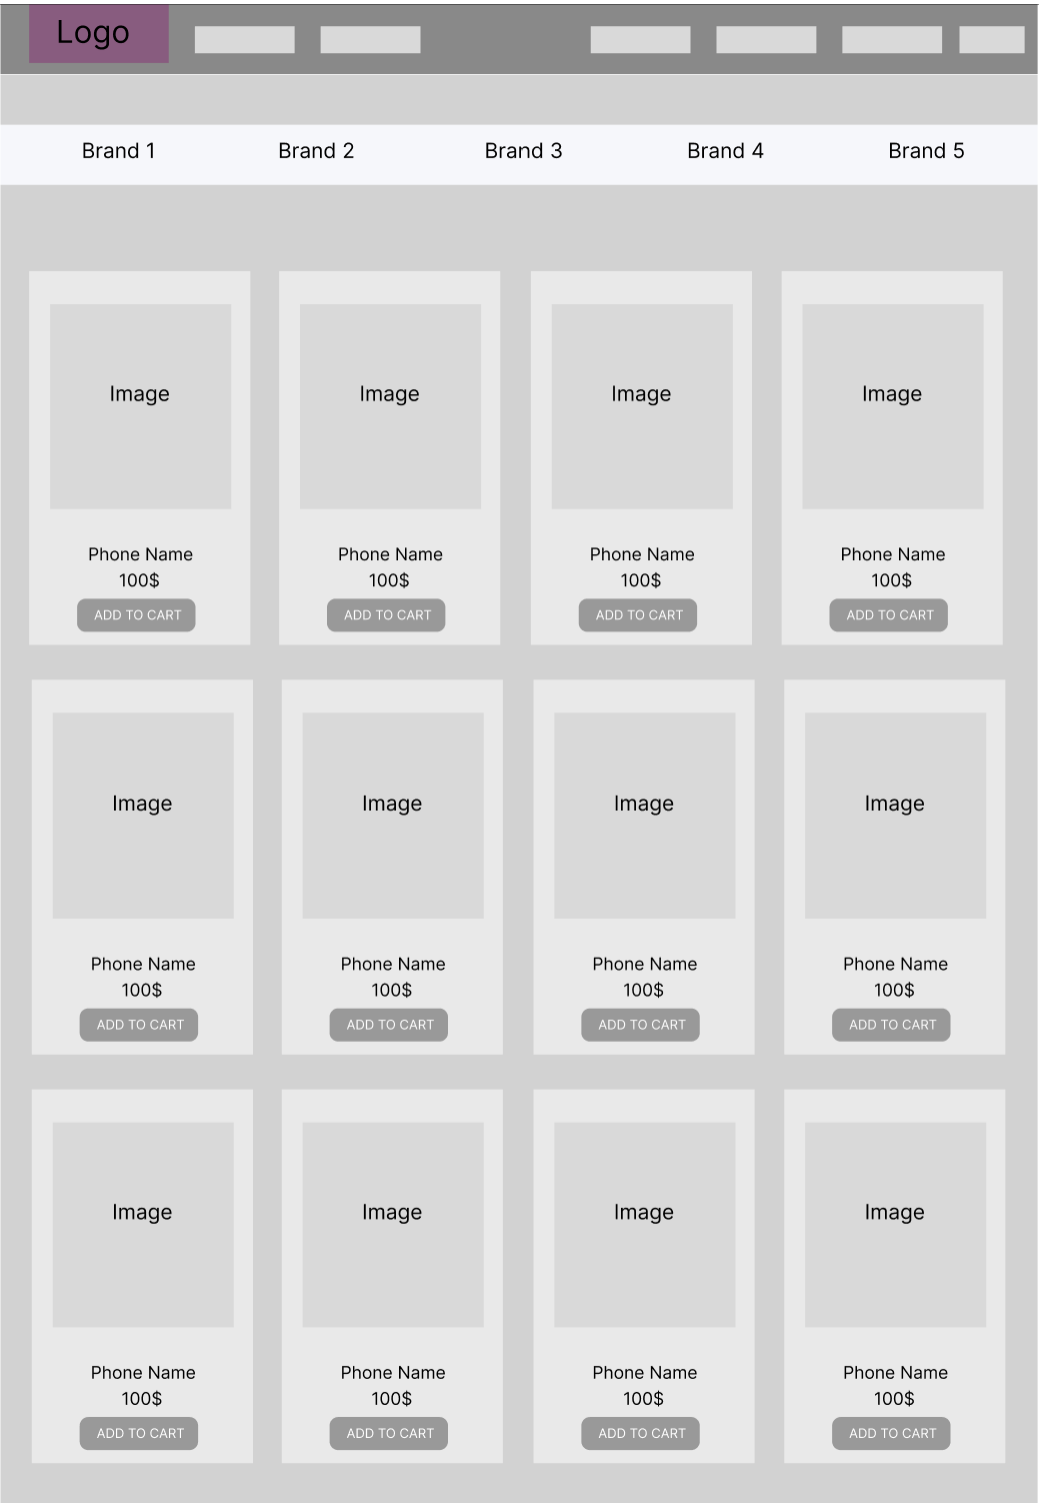 Logo
Brand 1 Brand 2 Brand 3 Brand 4 Brand 5
Image Image Image Image
Phone Name Phone Name Phone Name Phone Name
100$ 100$ 100$ 100$
ADD TO CART ADD TO CART ADD TO CART ADD TO CART
Image Image Image Image
Phone Name Phone Name Phone Name Phone Name
100$ 100$ 100$ 100$
ADD TO CART ADD TO CART ADD TO CART ADD TO CART
Image Image Image Image
Phone Name Phone Name Phone Name Phone Name
100$ 100$ 100$ 100$
ADD TO CART ADD TO CART ADD TO CART ADD TO CART